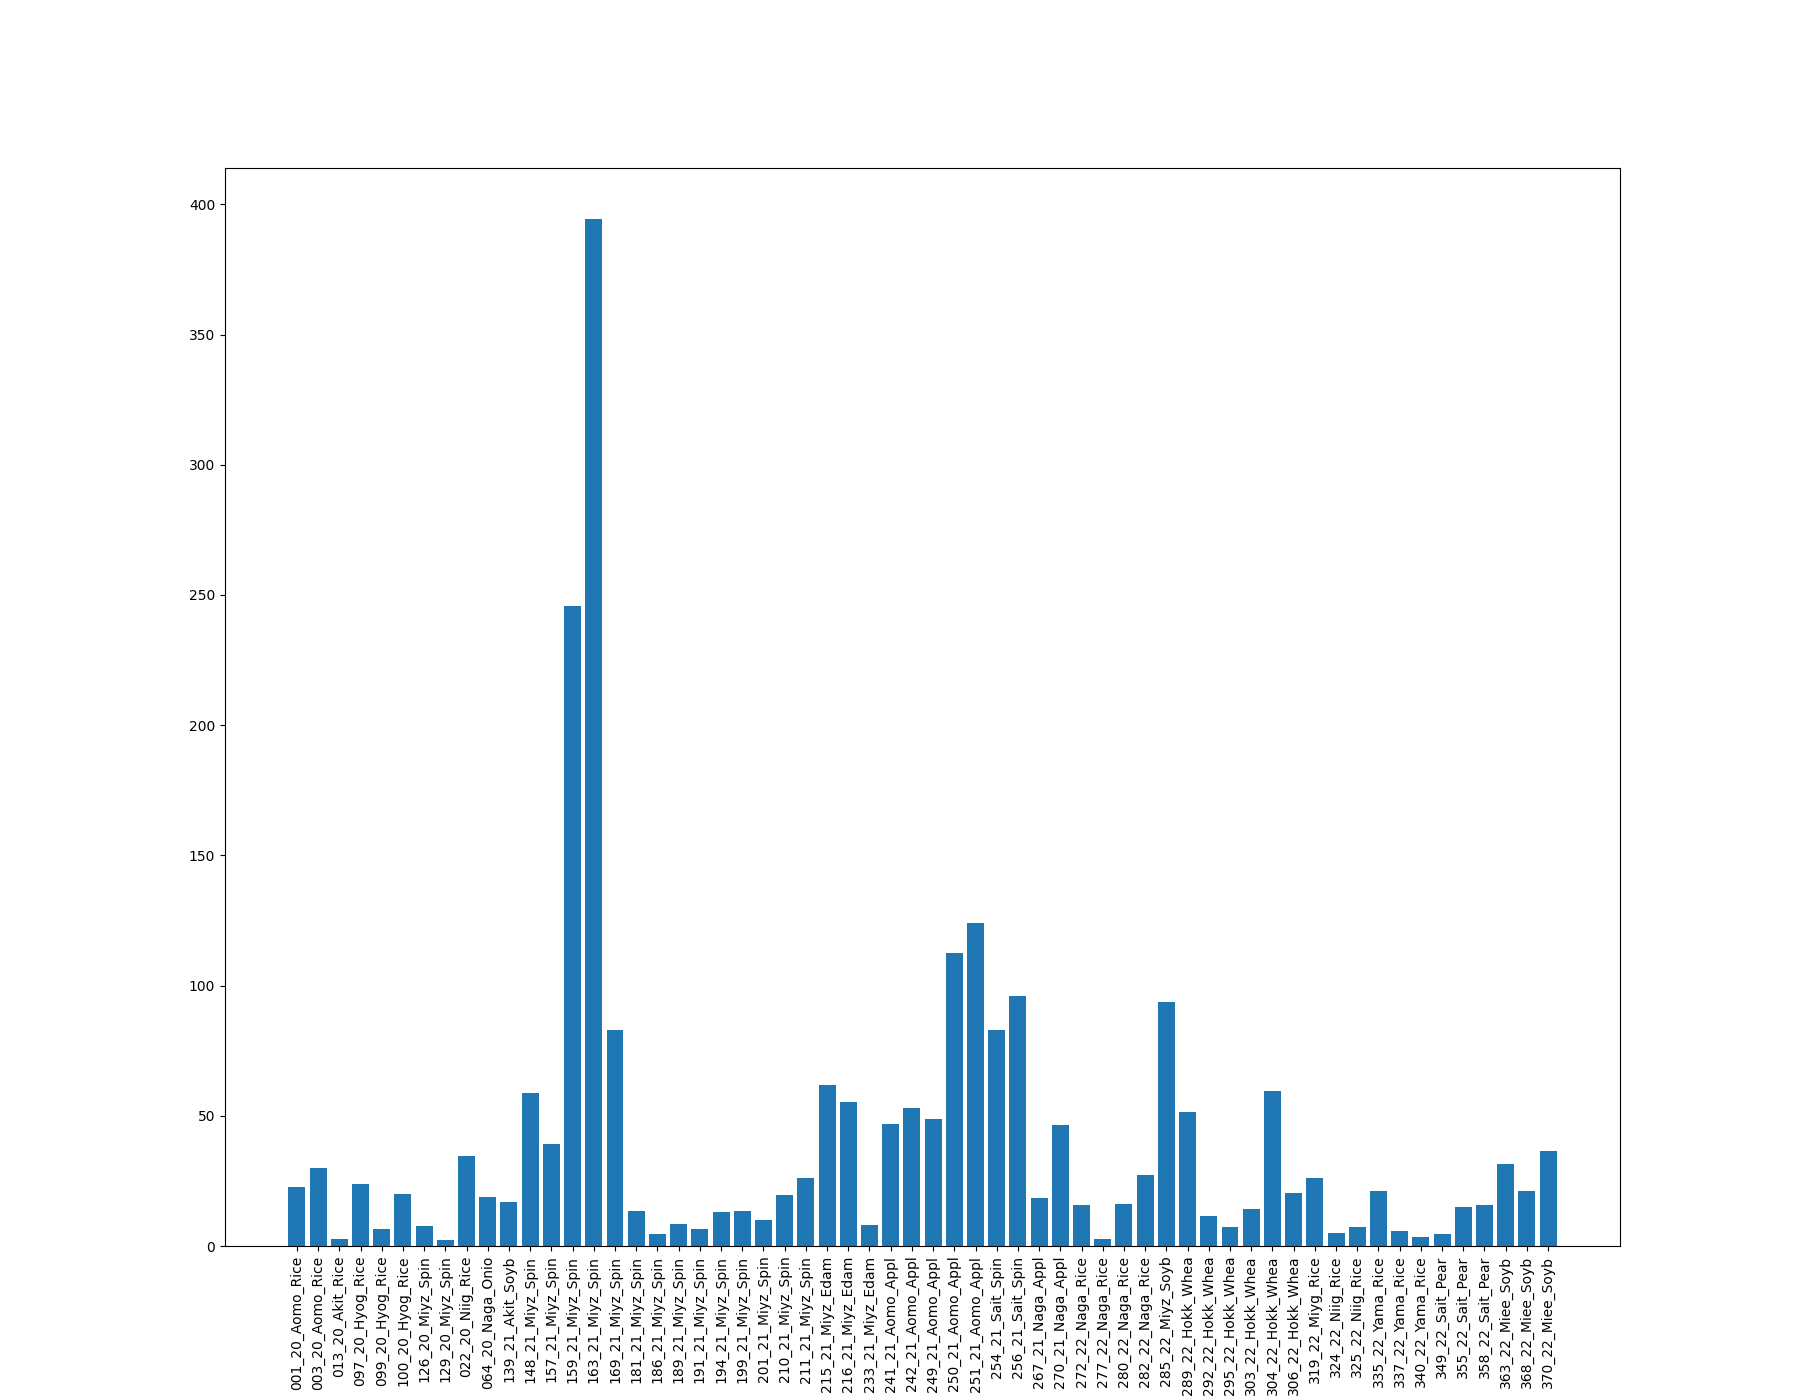 400
350
300
250
200
150
100
50
0
001_20_Aomo_Rice
003_20_Aomo_Rice
013_20_Akit_Rice
097_20_Hyog_Rice
099_20_Hyog_Rice
100_20_Hyog_Rice
126_20_Miyz_Spin
129_20_Miyz_Spin
022_20_Niig_Rice
064_20_Naga_Onio
139_21_Akit_Soyb
148_21_Miyz_Spin
157_21_Miyz_Spin
159_21_Miyz_Spin
163_21_Miyz_Spin
169_21_Miyz_Spin
181_21_Miyz_Spin
186_21_Miyz_Spin
189_21_Miyz_Spin
191_21_Miyz_Spin
194_21_Miyz_Spin
199_21_Miyz_Spin
201_21_Miyz_Spin
210_21_Miyz_Spin
211_21_Miyz_Spin
215_21_Miyz_Edam
216_21_Miyz_Edam
233_21_Miyz_Edam
241_21_Aomo_Appl
242_21_Aomo_Appl
249_21_Aomo_Appl
250_21_Aomo_Appl
251_21_Aomo_Appl
254_21_Sait_Spin
256_21_Sait_Spin
267_21_Naga_Appl
270_21_Naga_Appl
272_22_Naga_Rice
277_22_Naga_Rice
280_22_Naga_Rice
282_22_Naga_Rice
285_22_Miyz_Soyb
289_22_Hokk_Whea
292_22_Hokk_Whea
295_22_Hokk_Whea
303_22_Hokk_Whea
304_22_Hokk_Whea
306_22_Hokk_Whea
319_22_Miyg_Rice
324_22_Niig_Rice
325_22_Niig_Rice
335_22_Yama_Rice
337_22_Yama_Rice
340_22_Yama_Rice
349_22_Sait_Pear
355_22_Sait_Pear
358_22_Sait_Pear
363_22_Miee_Soyb
368_22_Miee_Soyb
370_22_Miee_Soyb